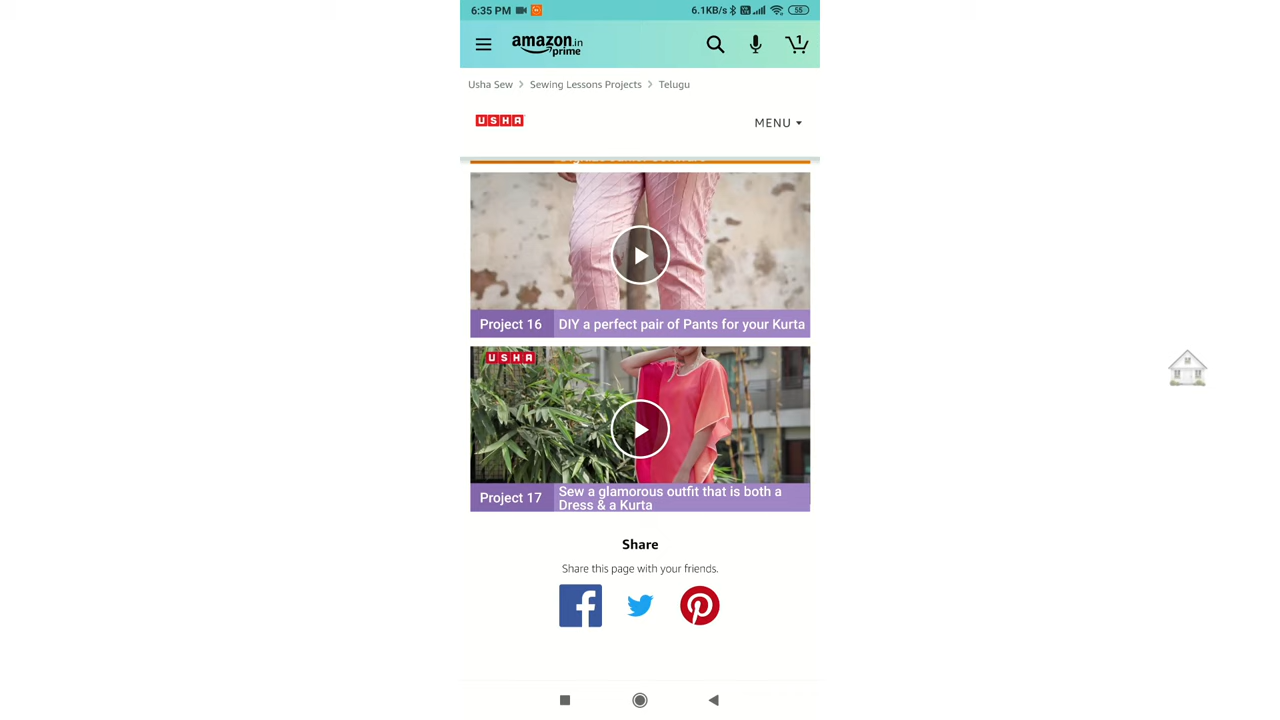 6:35 PM
6.1KB/s
55
amazon.in
prime
1
Usha Sew > Sewing Lessons Projects > Telugu
USHA
MENU
Project 16
DIY a perfect pair of Pants for your Kurta
USHA
Project 17
Sew a glamorous outfit that is both a
Dress & a Kurta
Share
Share this page with your friends.